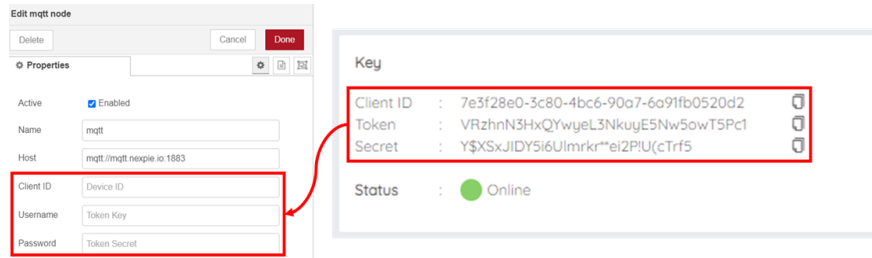 Edit mqtt node
Delete Cancel Done
Properties
Active Enabled
Name mqtt
Host mqtt://mqtt.nexpie.io:1883
Client ID Device ID
Username Token Key
Password Token Secret
Key
Client ID : 7e3f28e0-3c80-4bc6-90a7-6a91fb0520d2
Token : VRzhnN3HxQYwyeL3NkuyE5Nw5owT5Pc1
Secret : Y$XSxJIDY5i6UImrkr**ei2P!U(cTrf5
Status : Online